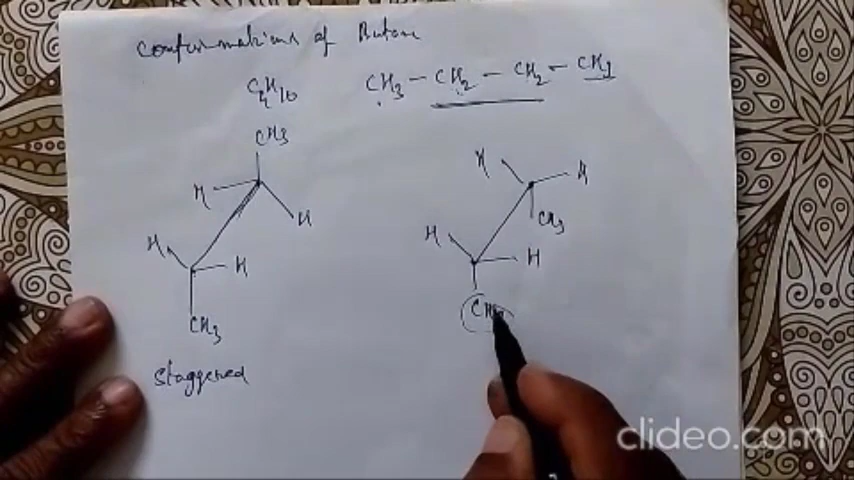 Conformations of Butane
C4H10 CH3 - CH2 - CH2 - CH3
CH3
H
H
H
H
CH3
H
H
CH3
H
H
CH3
Staggered
clideo.com